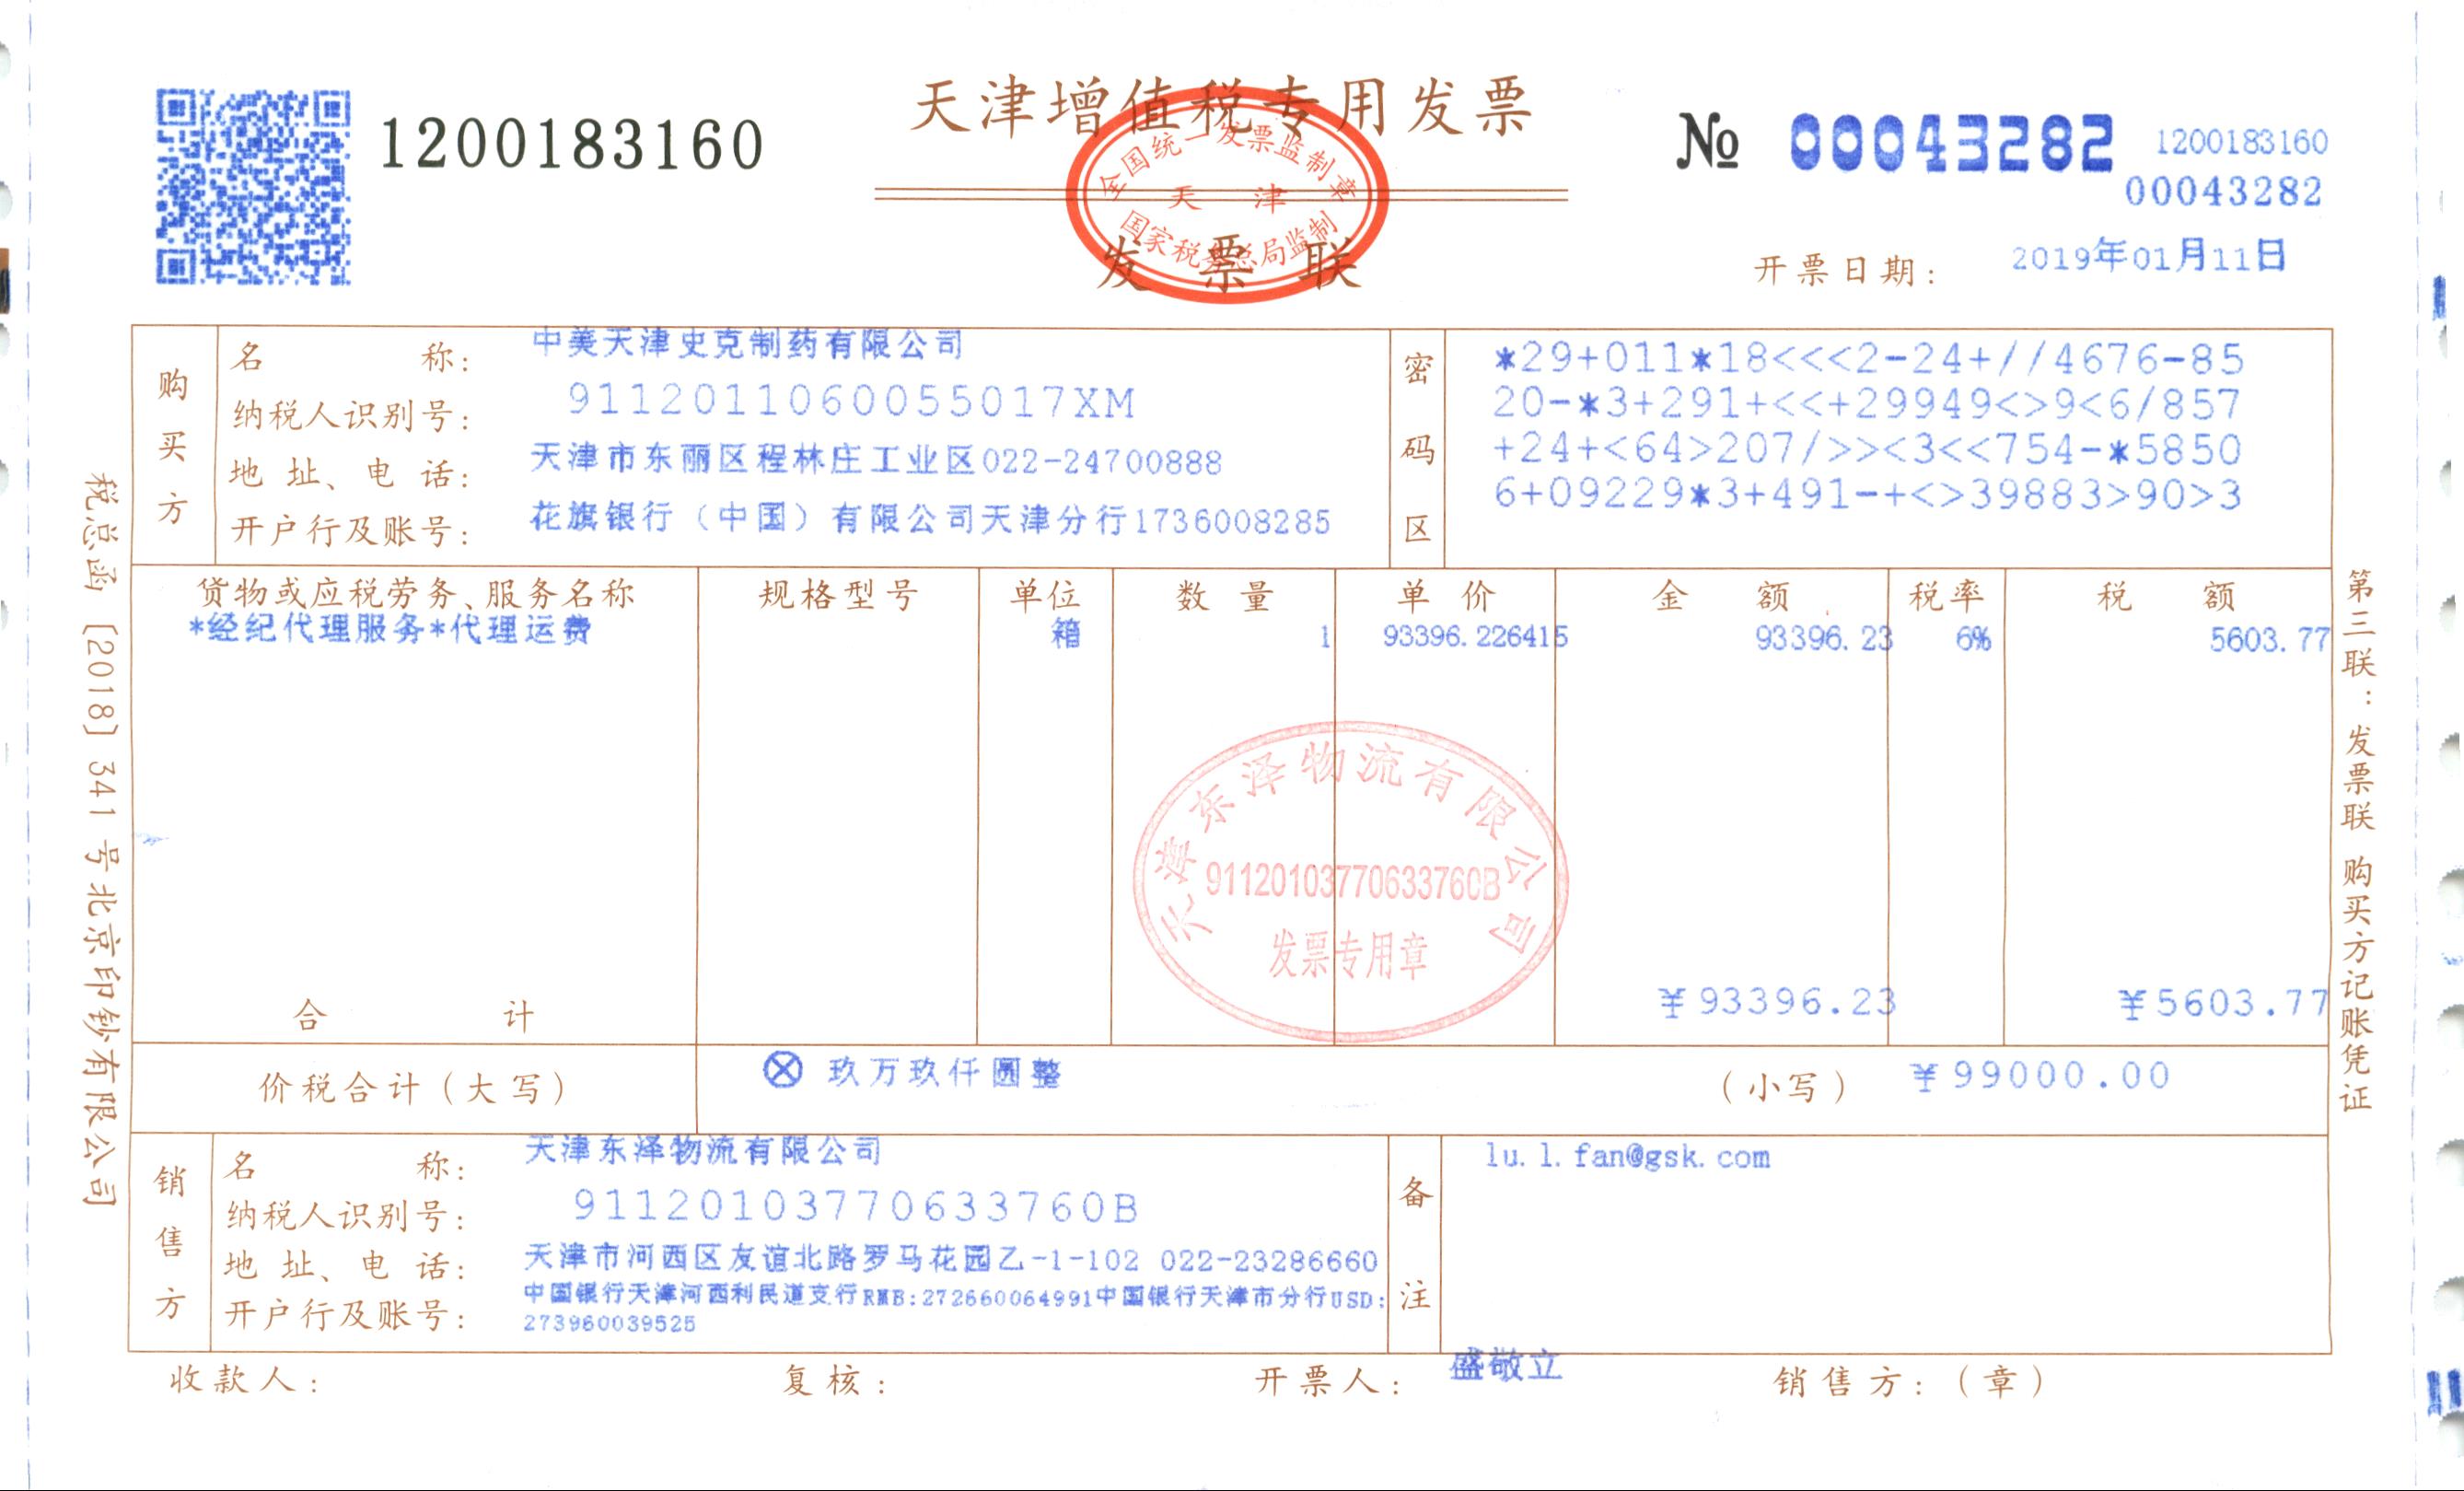 天津增值税专用发票
1200183160
№ 00043282
1200183160
00043282
全国统一发票监制章
天 津
国家税务总局监制
发票联
开票日期: 2019年01月11日
购买方
名 称: 中美天津史克制药有限公司
纳税人识别号: 9112011060055017XM
地 址、电 话: 天津市东丽区程林庄工业区022-24700888
开户行及账号: 花旗银行（中国）有限公司天津分行1736008285
密码区
*29+011*18<<<2-24+//4676-85
20-*3+291+<<+29949<>9<6/857
+24+<64>207/>><3<<754-*5850
6+09229*3+491-+<>39883>90>3
货物或应税劳务、服务名称 规格型号 单位 数 量 单 价 金 额 税率 税 额
*经纪代理服务*代理运费 箱 1 93396.226415 93396.23 6% 5603.77
天津东泽物流有限公司
91120103770633760B
发票专用章
合 计 ￥93396.23 ￥5603.77
价税合计（大写） ⊗ 玖万玖仟圆整 （小写） ￥99000.00
销售方
名 称: 天津东泽物流有限公司
纳税人识别号: 91120103770633760B
地 址、电 话: 天津市河西区友谊北路罗马花园乙-1-102 022-23286660
开户行及账号: 中国银行天津河西利民道支行RMB:272660064991中国银行天津市分行USD:
273960039525
备注
lu.l.fan@gsk.com
收款人: 复核: 开票人: 盛敬立 销售方:（章）
税总函［2018］341号北京印钞有限公司
第三联:发票联 购买方记账凭证